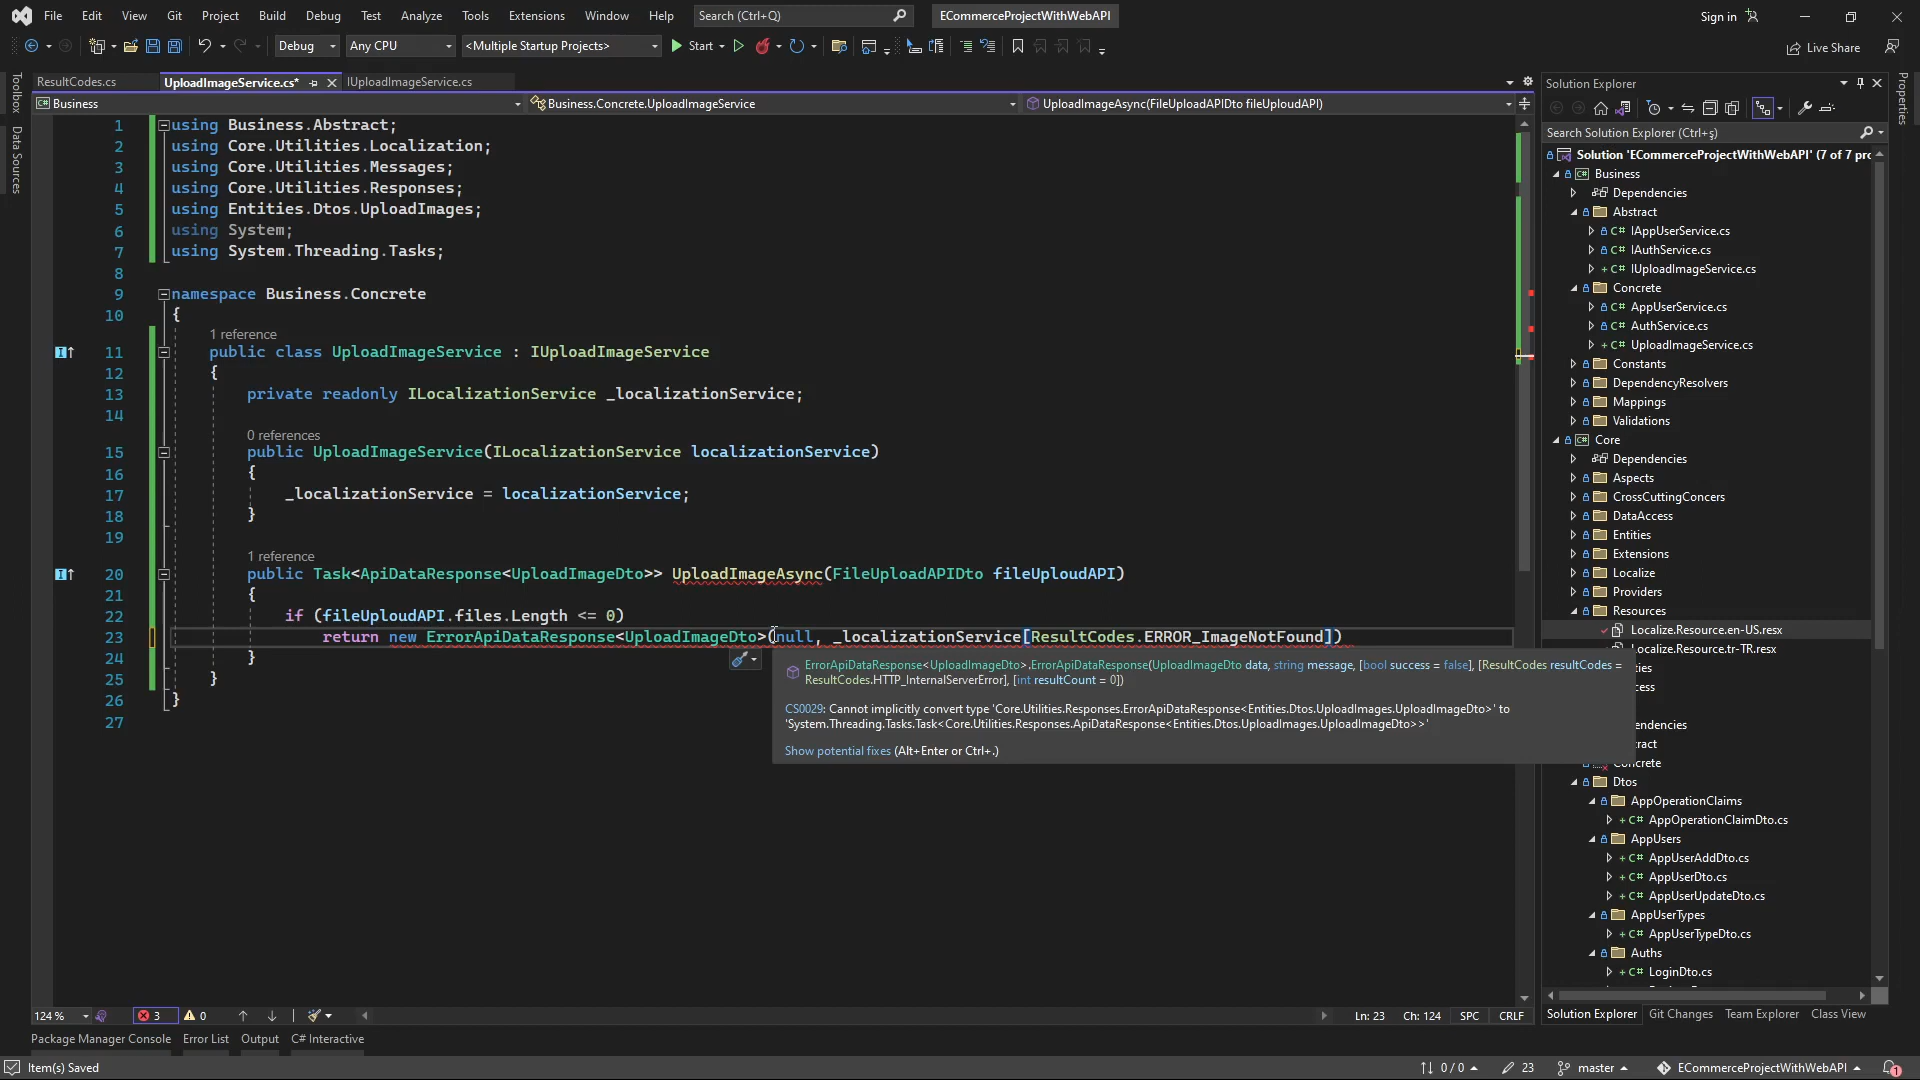 File Edit View Git Project Build Debug Test Analyze Tools Extensions Window Help Search (Ctrl+Q) ECommerceProjectWithWebAPI Sign in
Debug Any CPU <Multiple Startup Projects> Start Live Share
ResultCodes.cs UploadImageService.cs* IUploadImageService.cs
Business Business.Concrete.UploadImageService UploadImageAsync(FileUploadAPIDto fileUploudAPI)
Toolbox
Data Sources
1 using Business.Abstract;
2 using Core.Utilities.Localization;
3 using Core.Utilities.Messages;
4 using Core.Utilities.Responses;
5 using Entities.Dtos.UploadImages;
6 using System;
7 using System.Threading.Tasks;
8
9 namespace Business.Concrete
10 {
1 reference
11 public class UploadImageService : IUploadImageService
12 {
13 private readonly ILocalizationService _localizationService;
14
0 references
15 public UploadImageService(ILocalizationService localizationService)
16 {
17 _localizationService = localizationService;
18 }
19
1 reference
20 public Task<ApiDataResponse<UploadImageDto>> UploadImageAsync(FileUploadAPIDto fileUploudAPI)
21 {
22 if (fileUploudAPI.files.Length <= 0)
23 return new ErrorApiDataResponse<UploadImageDto>(null, _localizationService[ResultCodes.ERROR_ImageNotFound])
24 }
25 }
26 }
27
ErrorApiDataResponse<UploadImageDto>.ErrorApiDataResponse(UploadImageDto data, string message, [bool success = false], [ResultCodes resultCodes =
ResultCodes.HTTP_InternalServerError], [int resultCount = 0])
CS0029: Cannot implicitly convert type 'Core.Utilities.Responses.ErrorApiDataResponse<Entities.Dtos.UploadImages.UploadImageDto>' to
'System.Threading.Tasks.Task<Core.Utilities.Responses.ApiDataResponse<Entities.Dtos.UploadImages.UploadImageDto>>'
Show potential fixes (Alt+Enter or Ctrl+.)
Solution Explorer
Search Solution Explorer (Ctrl+ş)
Solution 'ECommerceProjectWithWebAPI' (7 of 7 pro
Business
Dependencies
Abstract
IAppUserService.cs
IAuthService.cs
IUploadImageService.cs
Concrete
AppUserService.cs
AuthService.cs
UploadImageService.cs
Constants
DependencyResolvers
Mappings
Validations
Core
Dependencies
Aspects
CrossCuttingConcers
DataAccess
Entities
Extensions
Localize
Providers
Resources
Localize.Resource.en-US.resx
Localize.Resource.tr-TR.resx
ties
cess
endencies
tract
Concrete
Dtos
AppOperationClaims
AppOperationClaimDto.cs
AppUsers
AppUserAddDto.cs
AppUserDto.cs
AppUserUpdateDto.cs
AppUserTypes
AppUserTypeDto.cs
Auths
LoginDto.cs
Properties
124 % 3 0 Ln: 23 Ch: 124 SPC CRLF
Solution Explorer Git Changes Team Explorer Class View
Package Manager Console Error List Output C# Interactive
Item(s) Saved 0 / 0 23 master ECommerceProjectWithWebAPI 1